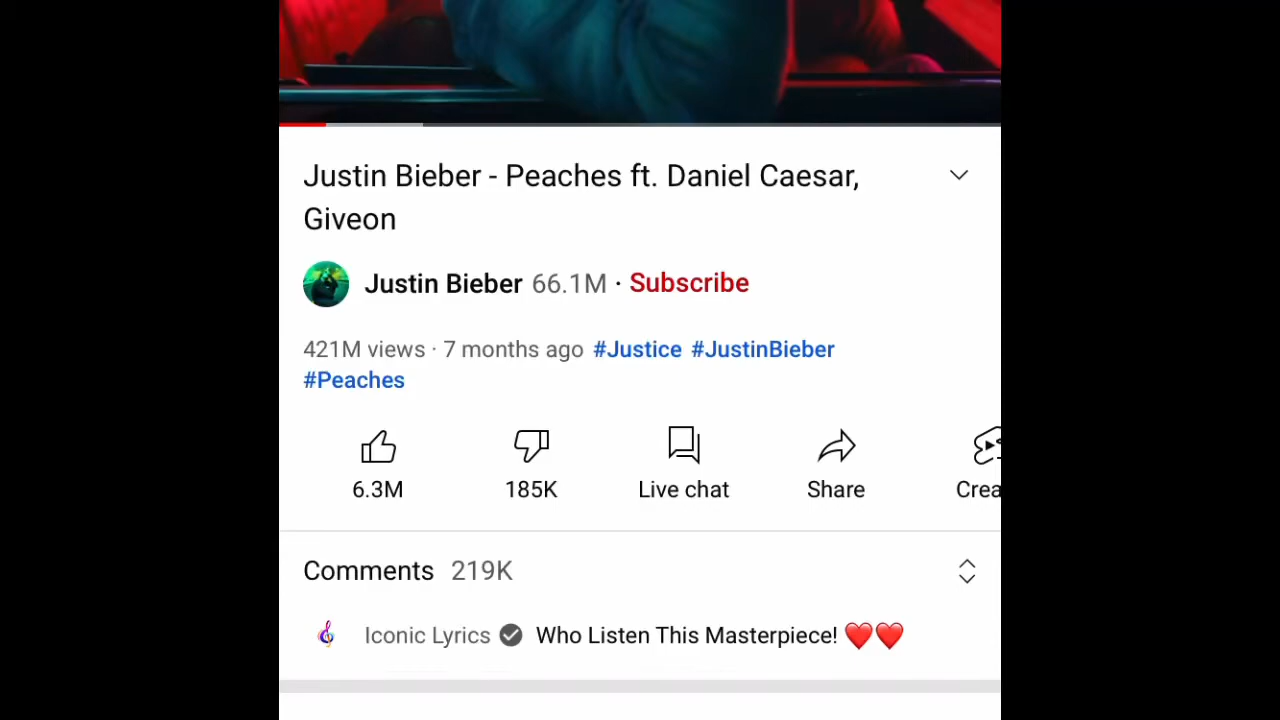 Justin Bieber - Peaches ft. Daniel Caesar,
Giveon
Justin Bieber 66.1M · Subscribe
421M views · 7 months ago #Justice #JustinBieber
#Peaches
6.3M 185K Live chat Share Crea
Comments 219K
Iconic Lyrics Who Listen This Masterpiece! ❤️❤️